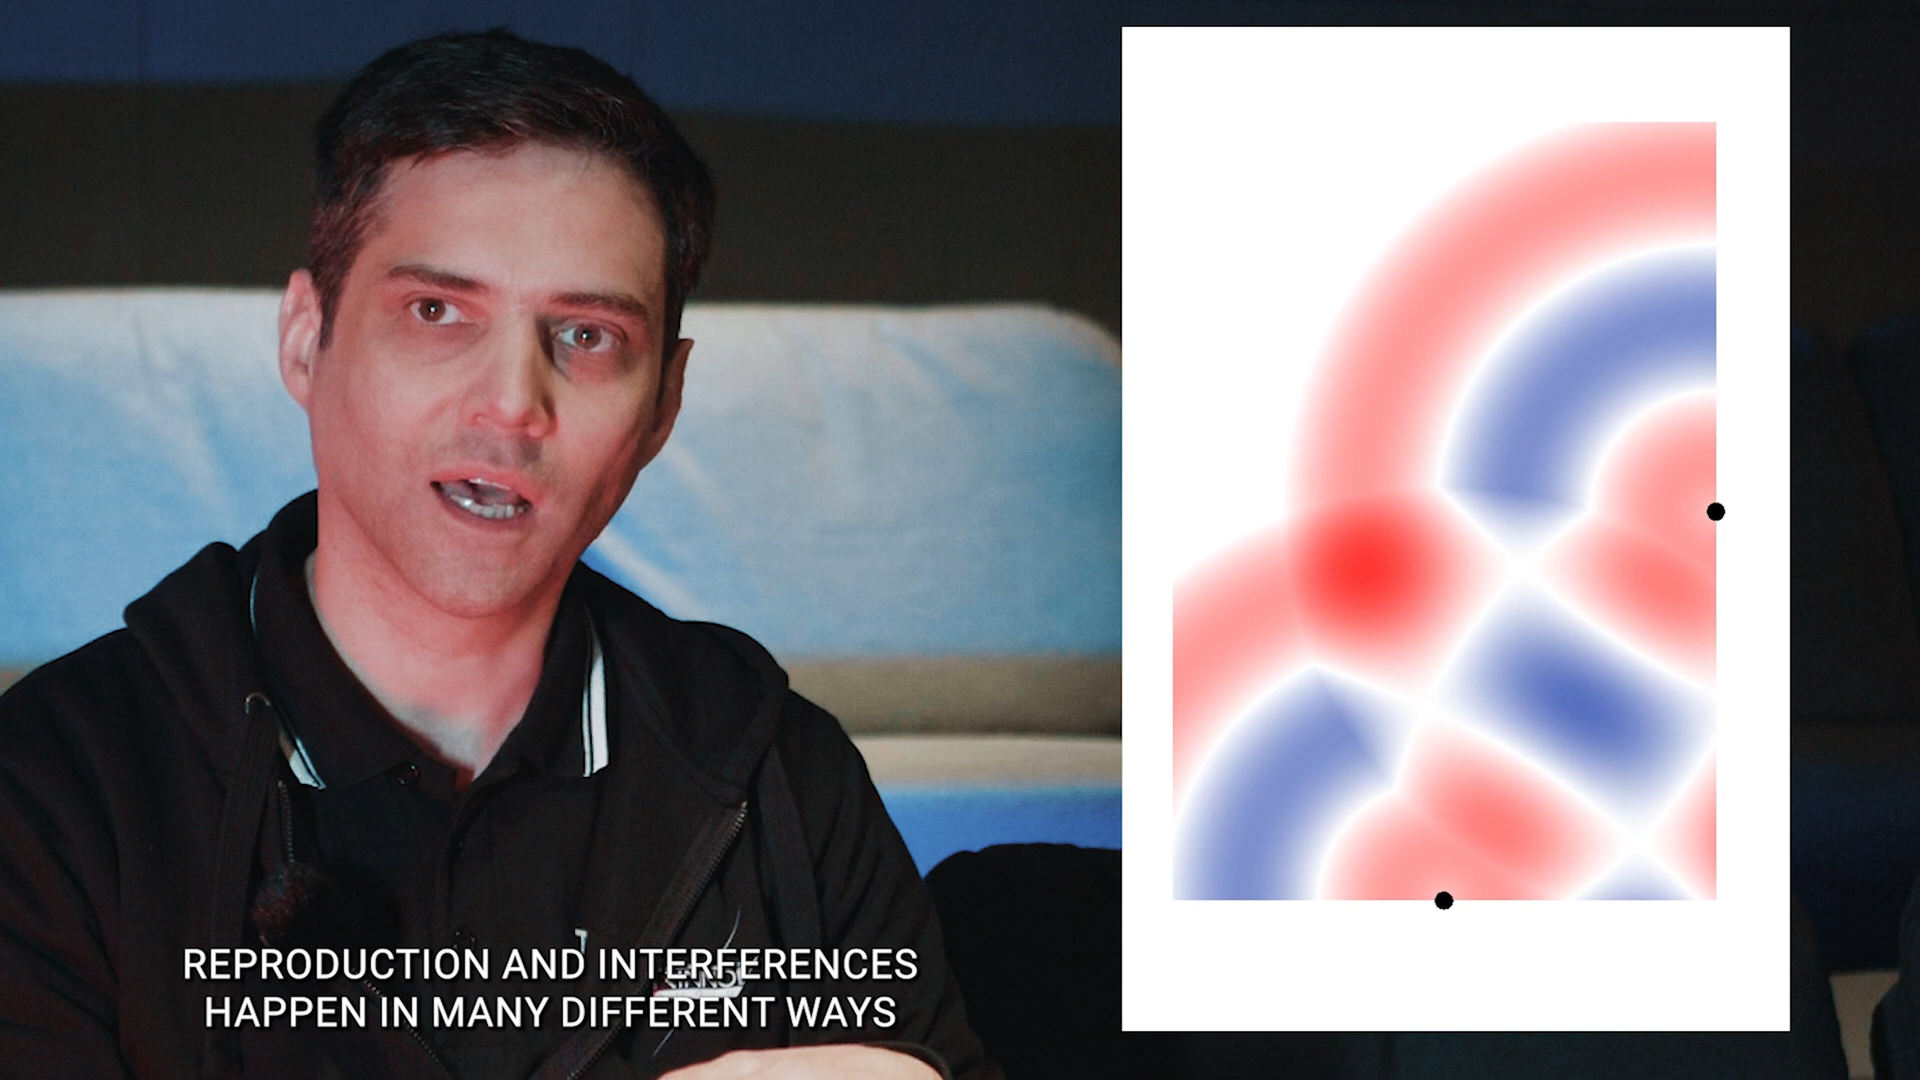 REPRODUCTION AND INTERFERENCES
HAPPEN IN MANY DIFFERENT WAYS